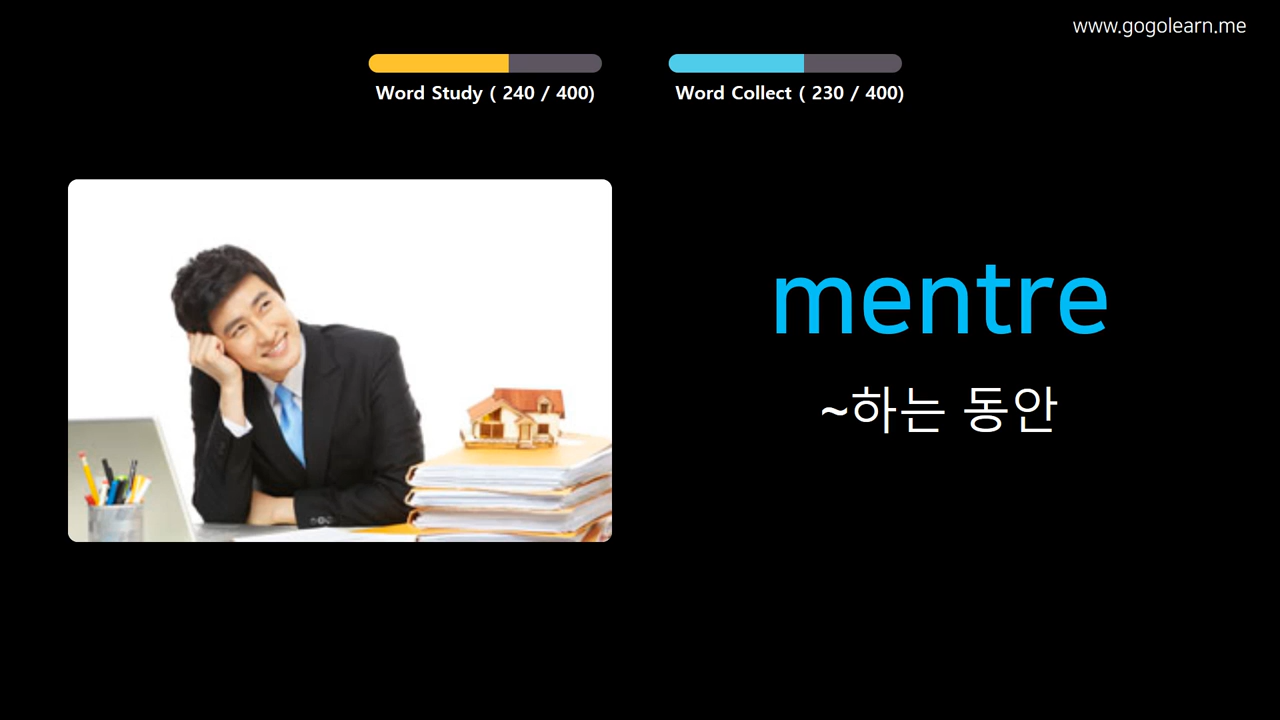 www.gogolearn.me
Word Study ( 240 / 400)
Word Collect ( 230 / 400)
mentre
~하는 동안